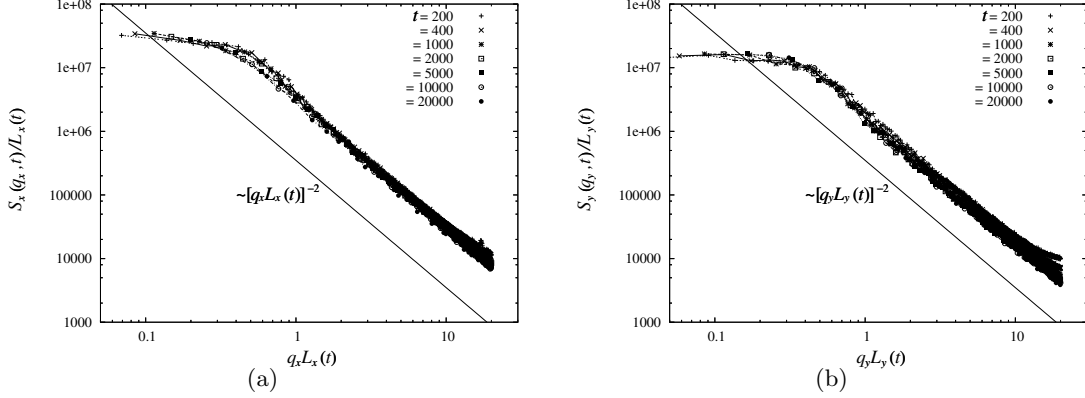 1e+08
1e+07
1e+06
100000
10000
1000
0.1
1
10
S_x(q_x,t)/L_x(t)
q_xL_x(t)
t = 200
= 400
= 1000
= 2000
= 5000
= 10000
= 20000
~[q_xL_x(t)]^{-2}
(a)
1e+08
1e+07
1e+06
100000
10000
1000
0.1
1
10
S_y(q_y,t)/L_y(t)
q_yL_y(t)
t = 200
= 400
= 1000
= 2000
= 5000
= 10000
= 20000
~[q_yL_y(t)]^{-2}
(b)